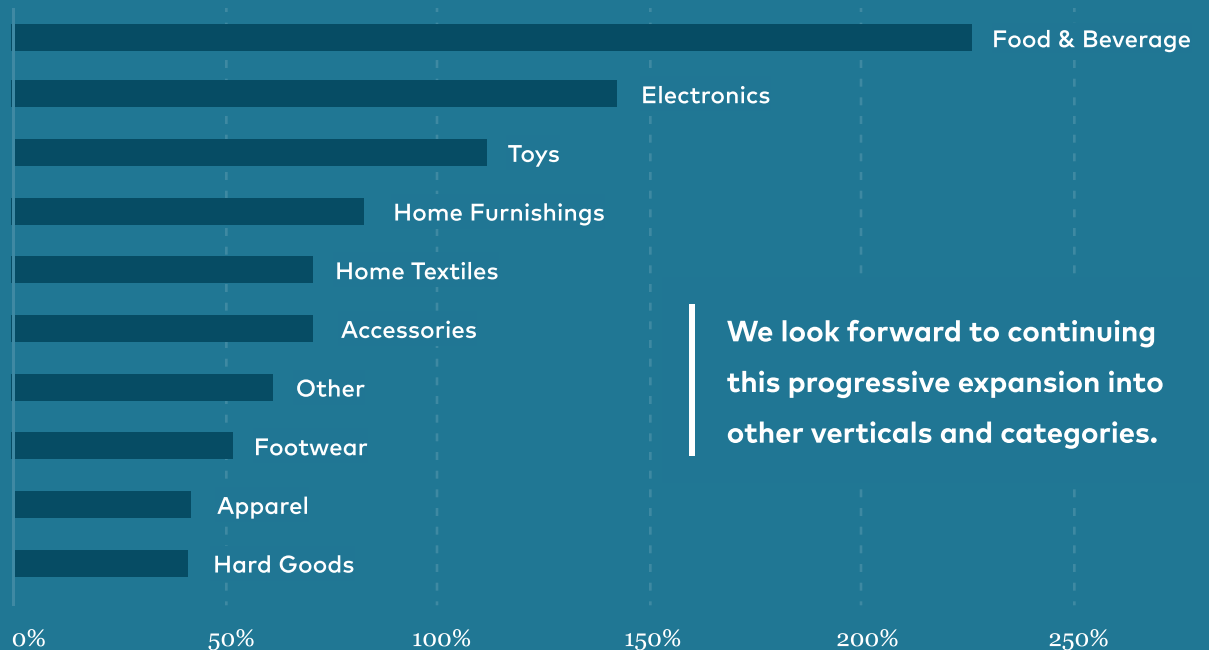 Food & Beverage
Electronics
Toys
Home Furnishings
Home Textiles
Accessories
We look forward to continuing
this progressive expansion into
other verticals and categories.
Other
Footwear
Apparel
Hard Goods
0% 50% 100% 150% 200% 250%